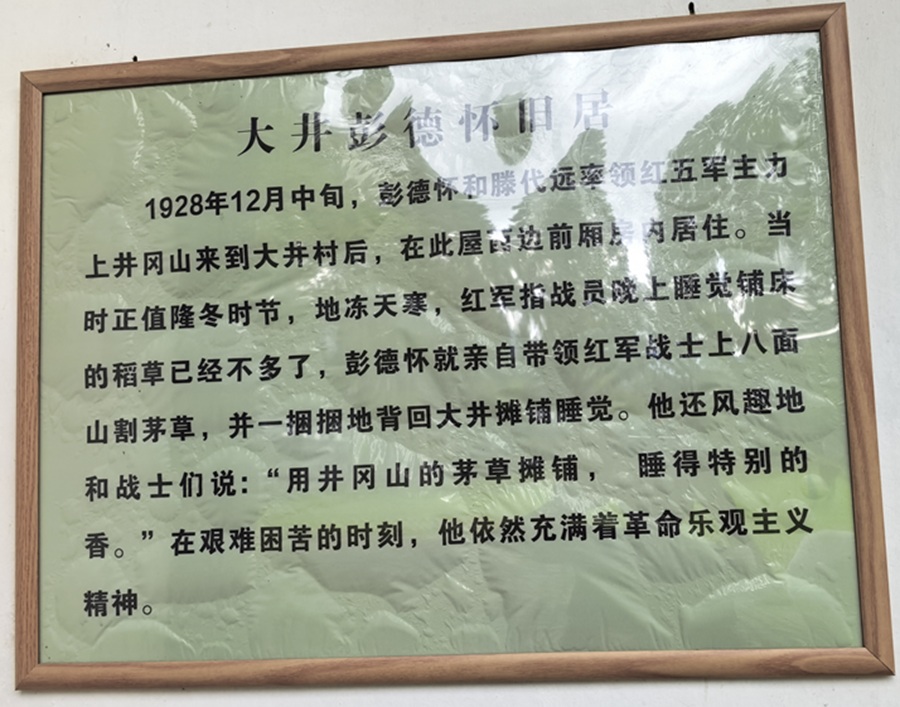 大井彭德怀旧居
1928年12月中旬，彭德怀和滕代远率领红五军主力
上井冈山来到大井村后，在此屋西边前厢房内居住。当
时正值隆冬时节，地冻天寒，红军指战员晚上睡觉铺床
的稻草已经不多了，彭德怀就亲自带领红军战士上八面
山割茅草，并一捆捆地背回大井摊铺睡觉。他还风趣地
和战士们说：“用井冈山的茅草摊铺， 睡得特别的
香。”在艰难困苦的时刻，他依然充满着革命乐观主义
精神。